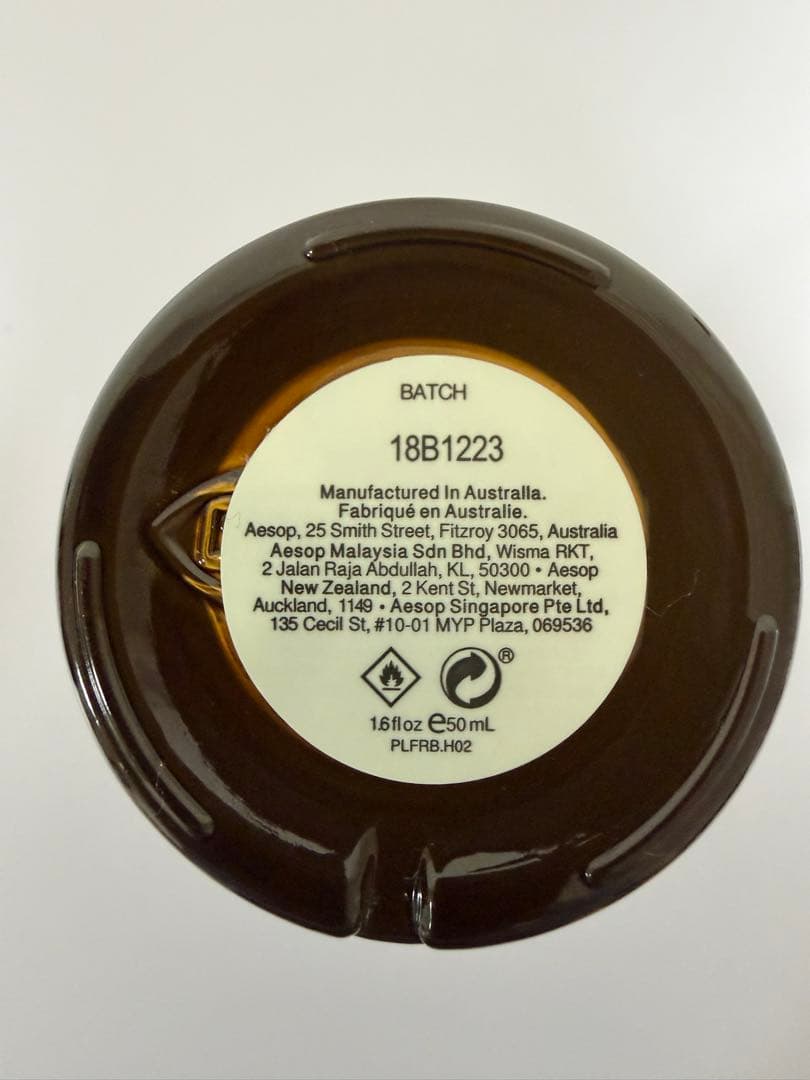 BATCH
18B1223
Manufactured In Australia.
Fabriqué en Australie.
Aesop, 25 Smith Street, Fitzroy 3065, Australia
Aesop Malaysia Sdn Bhd, Wisma RKT,
2 Jalan Raja Abdullah, KL, 50300 • Aesop
New Zealand, 2 Kent St, Newmarket,
Auckland, 1149 • Aesop Singapore Pte Ltd,
135 Cecil St, #10-01 MYP Plaza, 069536
®
1.6 fl oz ℮50 mL
PLFRB.H02